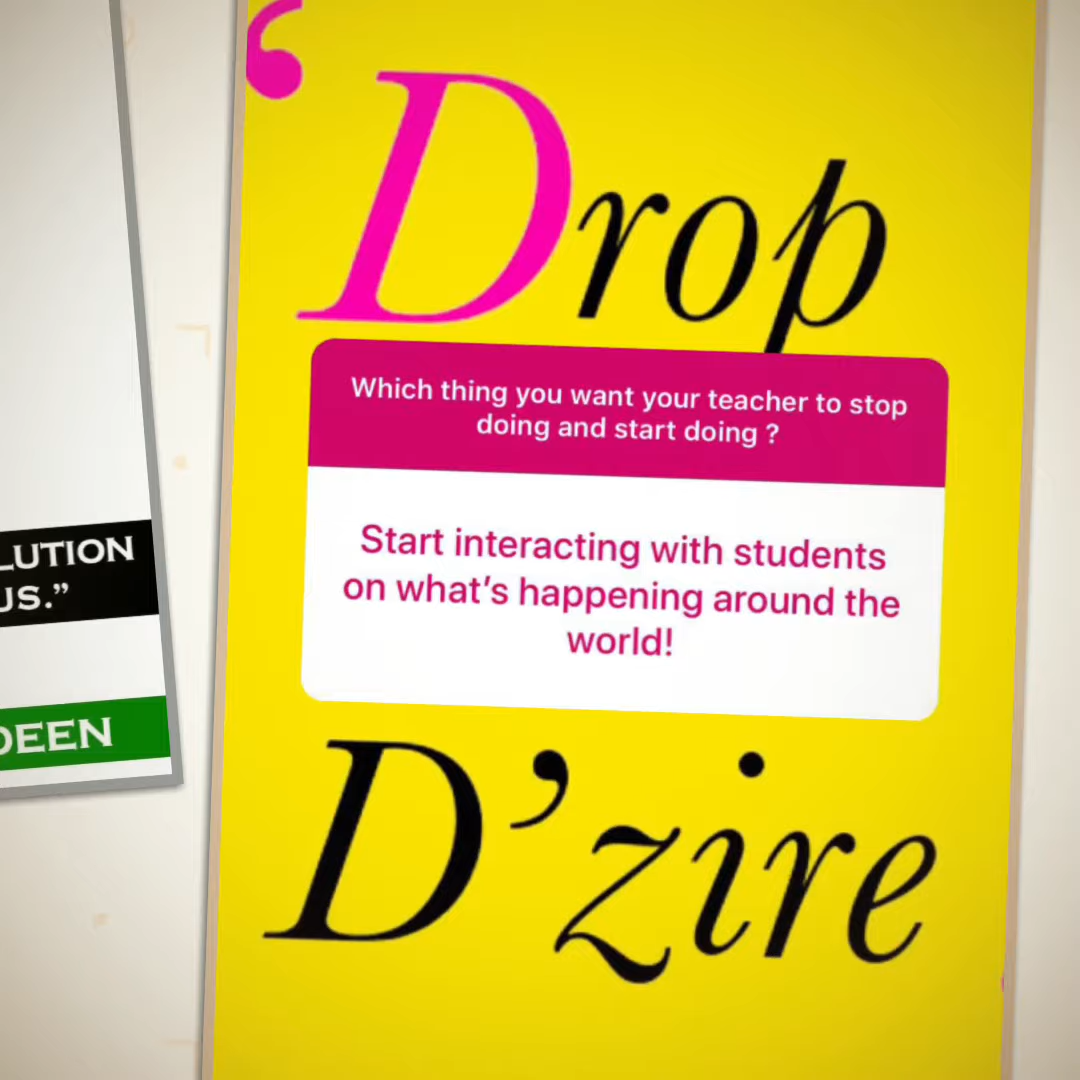 LUTION
US.”
DEEN
‘Drop
Which thing you want your teacher to stop
doing and start doing ?
Start interacting with students
on what’s happening around the
world!
D’zire